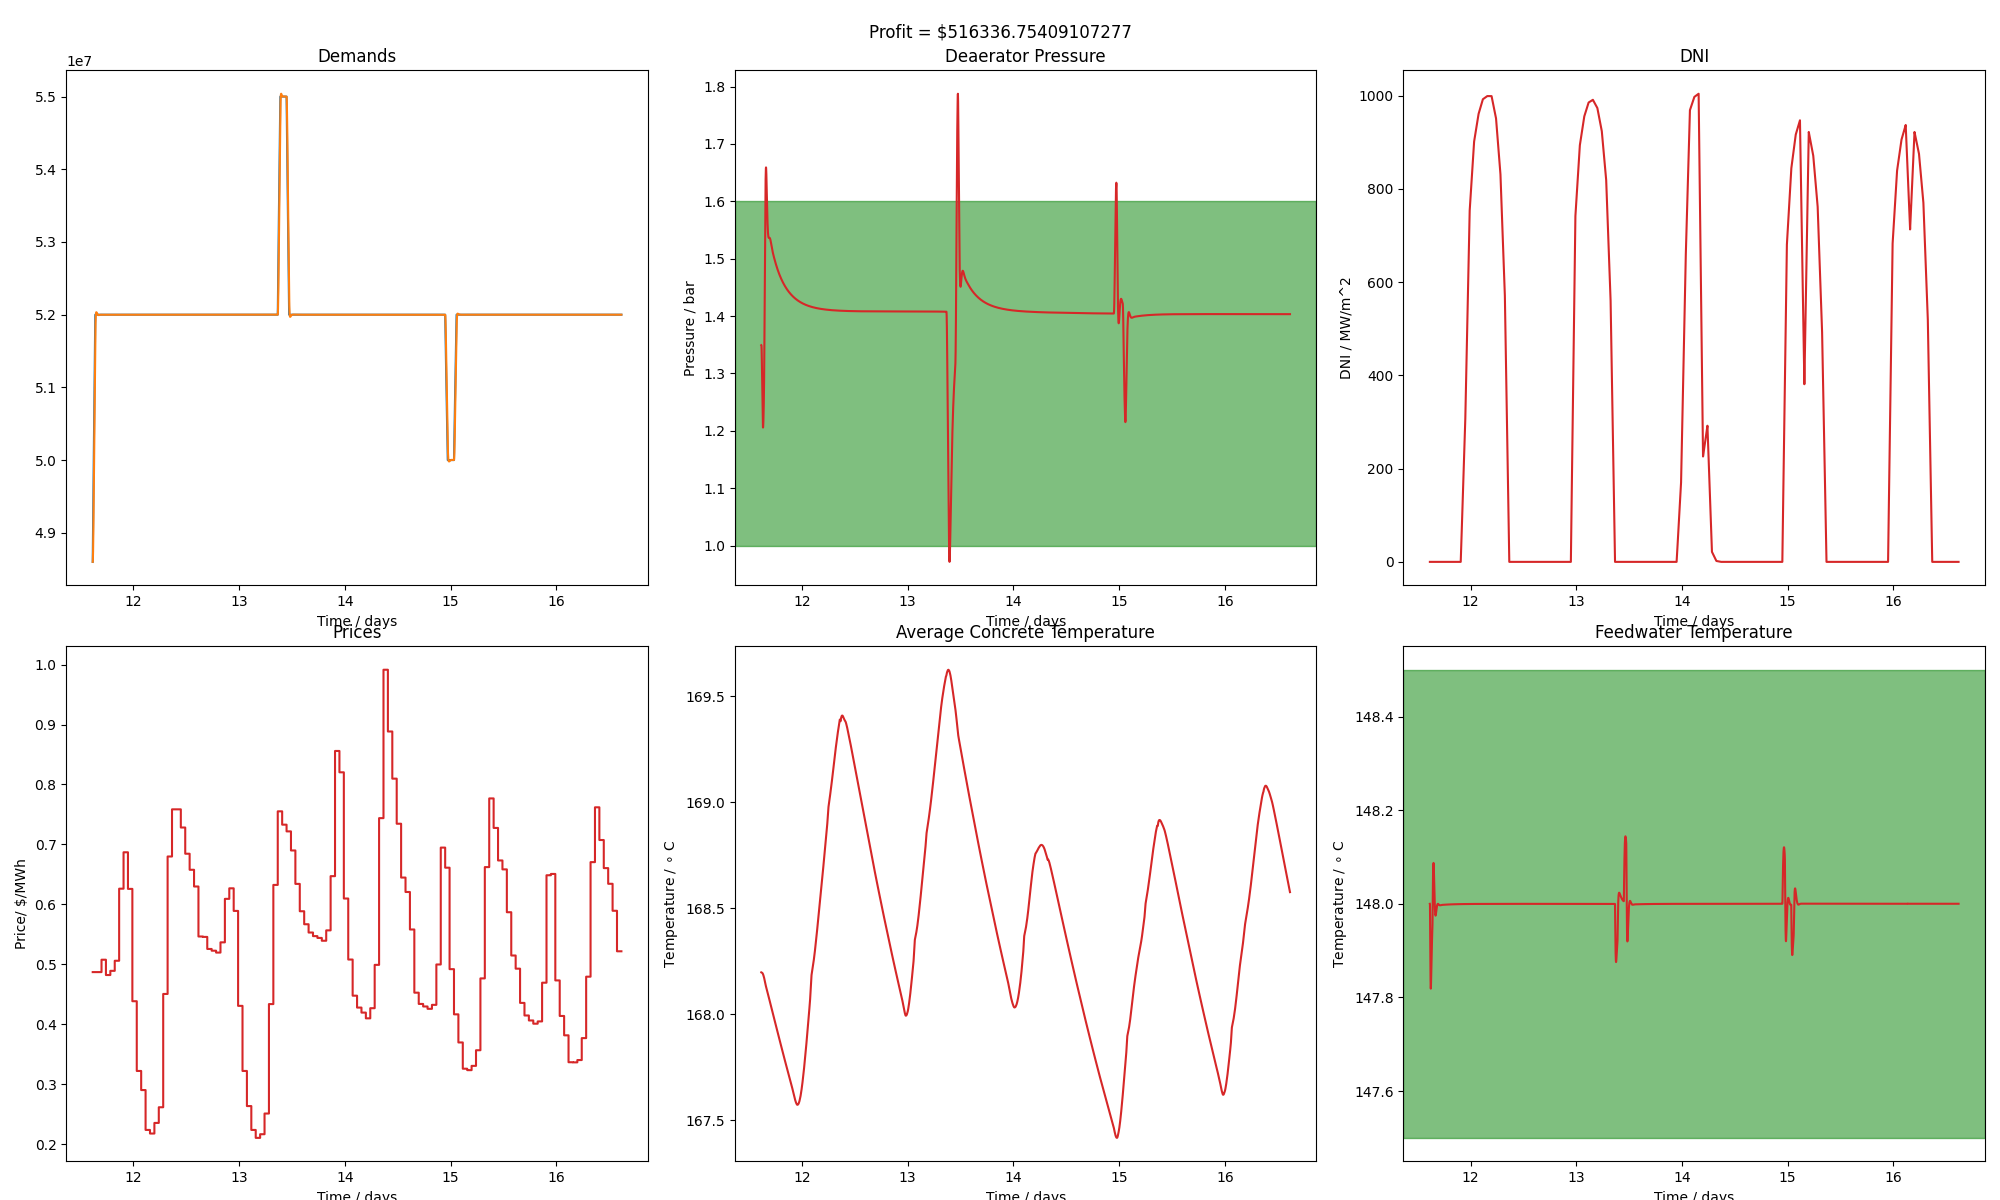 Profit = $516336.75409107277
Demands
1e7
5.5
5.4
5.3
5.2
5.1
5.0
4.9
12 13 14 15 16
Time / days
Deaerator Pressure
Pressure / bar
1.8
1.7
1.6
1.5
1.4
1.3
1.2
1.1
1.0
12 13 14 15 16
Time / days
DNI
DNI / MW/m^2
1000
800
600
400
200
0
12 13 14 15 16
Time / days
Prices
Price/ $/MWh
1.0
0.9
0.8
0.7
0.6
0.5
0.4
0.3
0.2
12 13 14 15 16
Time / days
Average Concrete Temperature
Temperature / ∘ C
169.5
169.0
168.5
168.0
167.5
12 13 14 15 16
Time / days
Feedwater Temperature
Temperature / ∘ C
148.4
148.2
148.0
147.8
147.6
12 13 14 15 16
Time / days